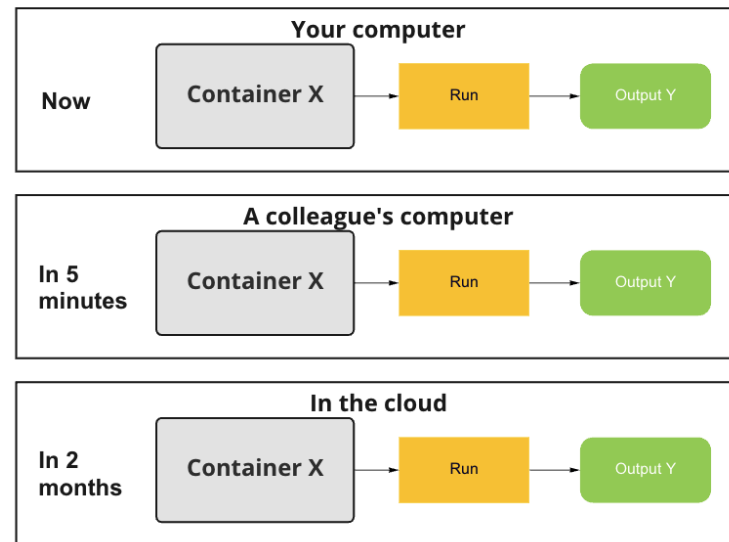 Your computer
Now
Container X
Run
Output Y
A colleague's computer
In 5
minutes
Container X
Run
Output Y
In the cloud
In 2
months
Container X
Run
Output Y